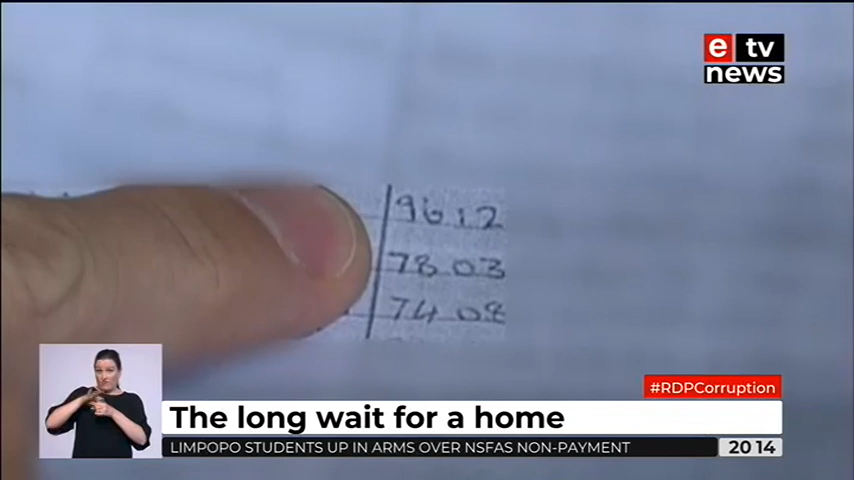 e tv
news
96 12
78 03
74 08
#RDPCorruption
The long wait for a home
LIMPOPO STUDENTS UP IN ARMS OVER NSFAS NON-PAYMENT
20 14